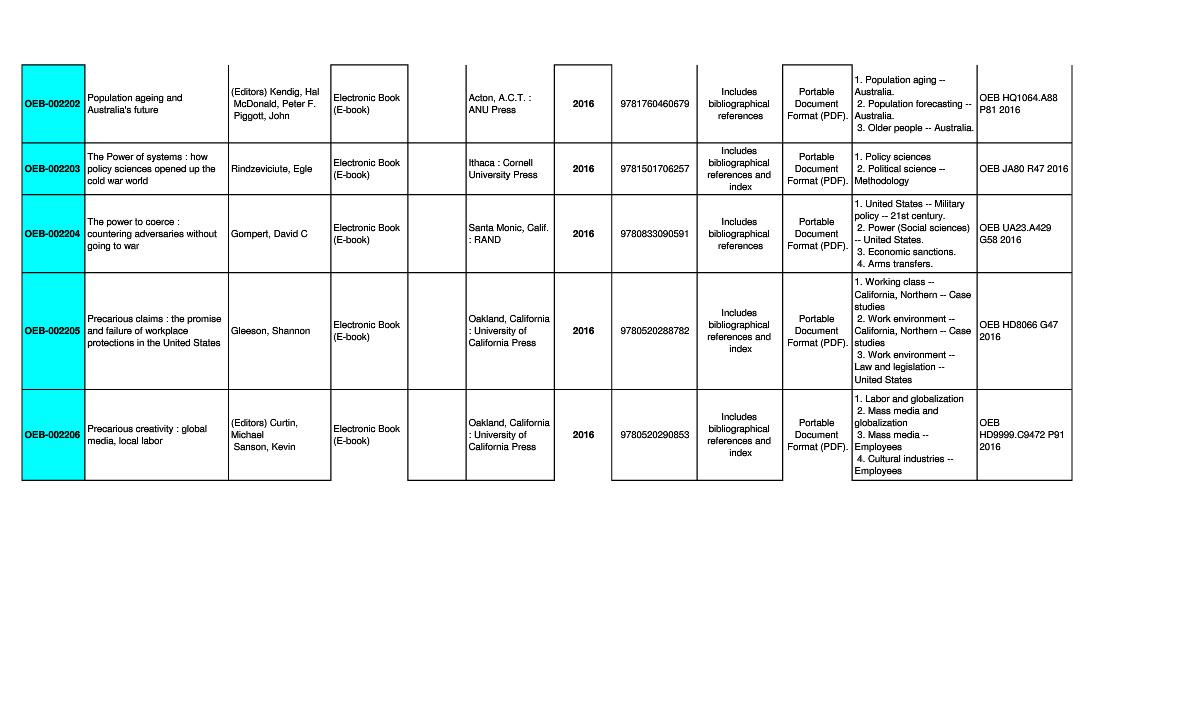 OEB-002202
Population ageing and
Australia's future
(Editors) Kendig, Hal
McDonald, Peter F.
Piggott, John
Electronic Book
(E-book)
Acton, A.C.T. :
ANU Press
2016
9781760460679
Includes
bibliographical
references
Portable
Document
Format (PDF).
1. Population aging --
Australia.
2. Population forecasting --
Australia.
3. Older people -- Australia.
OEB HQ1064.A88
P81 2016
OEB-002203
The Power of systems : how
policy sciences opened up the
cold war world
Rindzeviciute, Egle
Electronic Book
(E-book)
Ithaca : Cornell
University Press
2016
9781501706257
Includes
bibliographical
references and
index
Portable
Document
Format (PDF).
1. Policy sciences
2. Political science --
Methodology
OEB JA80 R47 2016
OEB-002204
The power to coerce :
countering adversaries without
going to war
Gompert, David C
Electronic Book
(E-book)
Santa Monic, Calif.
: RAND
2016
9780833090591
Includes
bibliographical
references
Portable
Document
Format (PDF).
1. United States -- Military
policy -- 21st century.
2. Power (Social sciences)
-- United States.
3. Economic sanctions.
4. Arms transfers.
OEB UA23.A429
G58 2016
OEB-002205
Precarious claims : the promise
and failure of workplace
protections in the United States
Gleeson, Shannon
Electronic Book
(E-book)
Oakland, California
: University of
California Press
2016
9780520288782
Includes
bibliographical
references and
index
Portable
Document
Format (PDF).
1. Working class --
California, Northern -- Case
studies
2. Work environment --
California, Northern -- Case
studies
3. Work environment --
Law and legislation --
United States
OEB HD8066 G47
2016
OEB-002206
Precarious creativity : global
media, local labor
(Editors) Curtin,
Michael
Sanson, Kevin
Electronic Book
(E-book)
Oakland, California
: University of
California Press
2016
9780520290853
Includes
bibliographical
references and
index
Portable
Document
Format (PDF).
1. Labor and globalization
2. Mass media and
globalization
3. Mass media --
Employees
4. Cultural industries --
Employees
OEB
HD9999.C9472 P91
2016